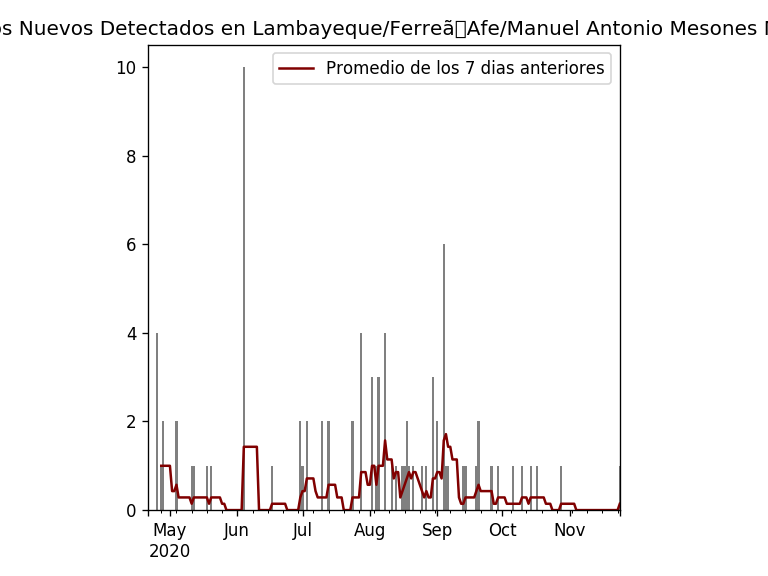 os Nuevos Detectados en Lambayeque/Ferreã▯Afe/Manuel Antonio Mesones
Promedio de los 7 dias anteriores
10
8
6
4
2
0
May Jun Jul Aug Sep Oct Nov
2020